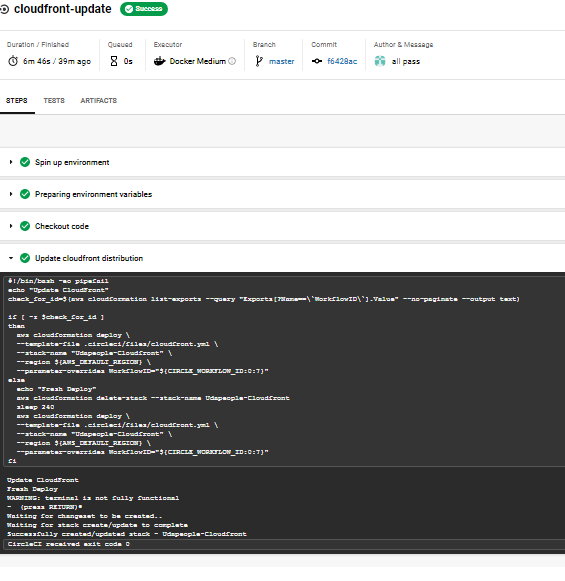 cloudfront-update Success
Duration / Finished Queued Executor Branch Commit Author & Message
6m 46s / 39m ago 0s Docker Medium master f6428ac all pass
STEPS TESTS ARTIFACTS
Spin up environment
Preparing environment variables
Checkout code
Update cloudfront distribution
#!/bin/bash -eo pipefail
echo "Update CloudFront"
check_for_id=$(aws cloudformation list-exports --query "Exports[?Name==\`WorkflowID\`].Value" --no-paginate --output text)
if [ -z $check_for_id ]
then
aws cloudformation deploy \
--template-file .circleci/files/cloudfront.yml \
--stack-name "Udapeople-Cloudfront" \
--region ${AWS_DEFAULT_REGION} \
--parameter-overrides WorkflowID="${CIRCLE_WORKFLOW_ID:0:7}"
else
echo "Fresh Deploy"
aws cloudformation delete-stack --stack-name Udapeople-Cloudfront
sleep 240
aws cloudformation deploy \
--template-file .circleci/files/cloudfront.yml \
--stack-name "Udapeople-Cloudfront" \
--region ${AWS_DEFAULT_REGION} \
--parameter-overrides WorkflowID="${CIRCLE_WORKFLOW_ID:0:7}"
fi
Update CloudFront
Fresh Deploy
WARNING: terminal is not fully functional
-  (press RETURN)*
Waiting for changeset to be created..
Waiting for stack create/update to complete
Successfully created/updated stack - Udapeople-Cloudfront
CircleCI received exit code 0